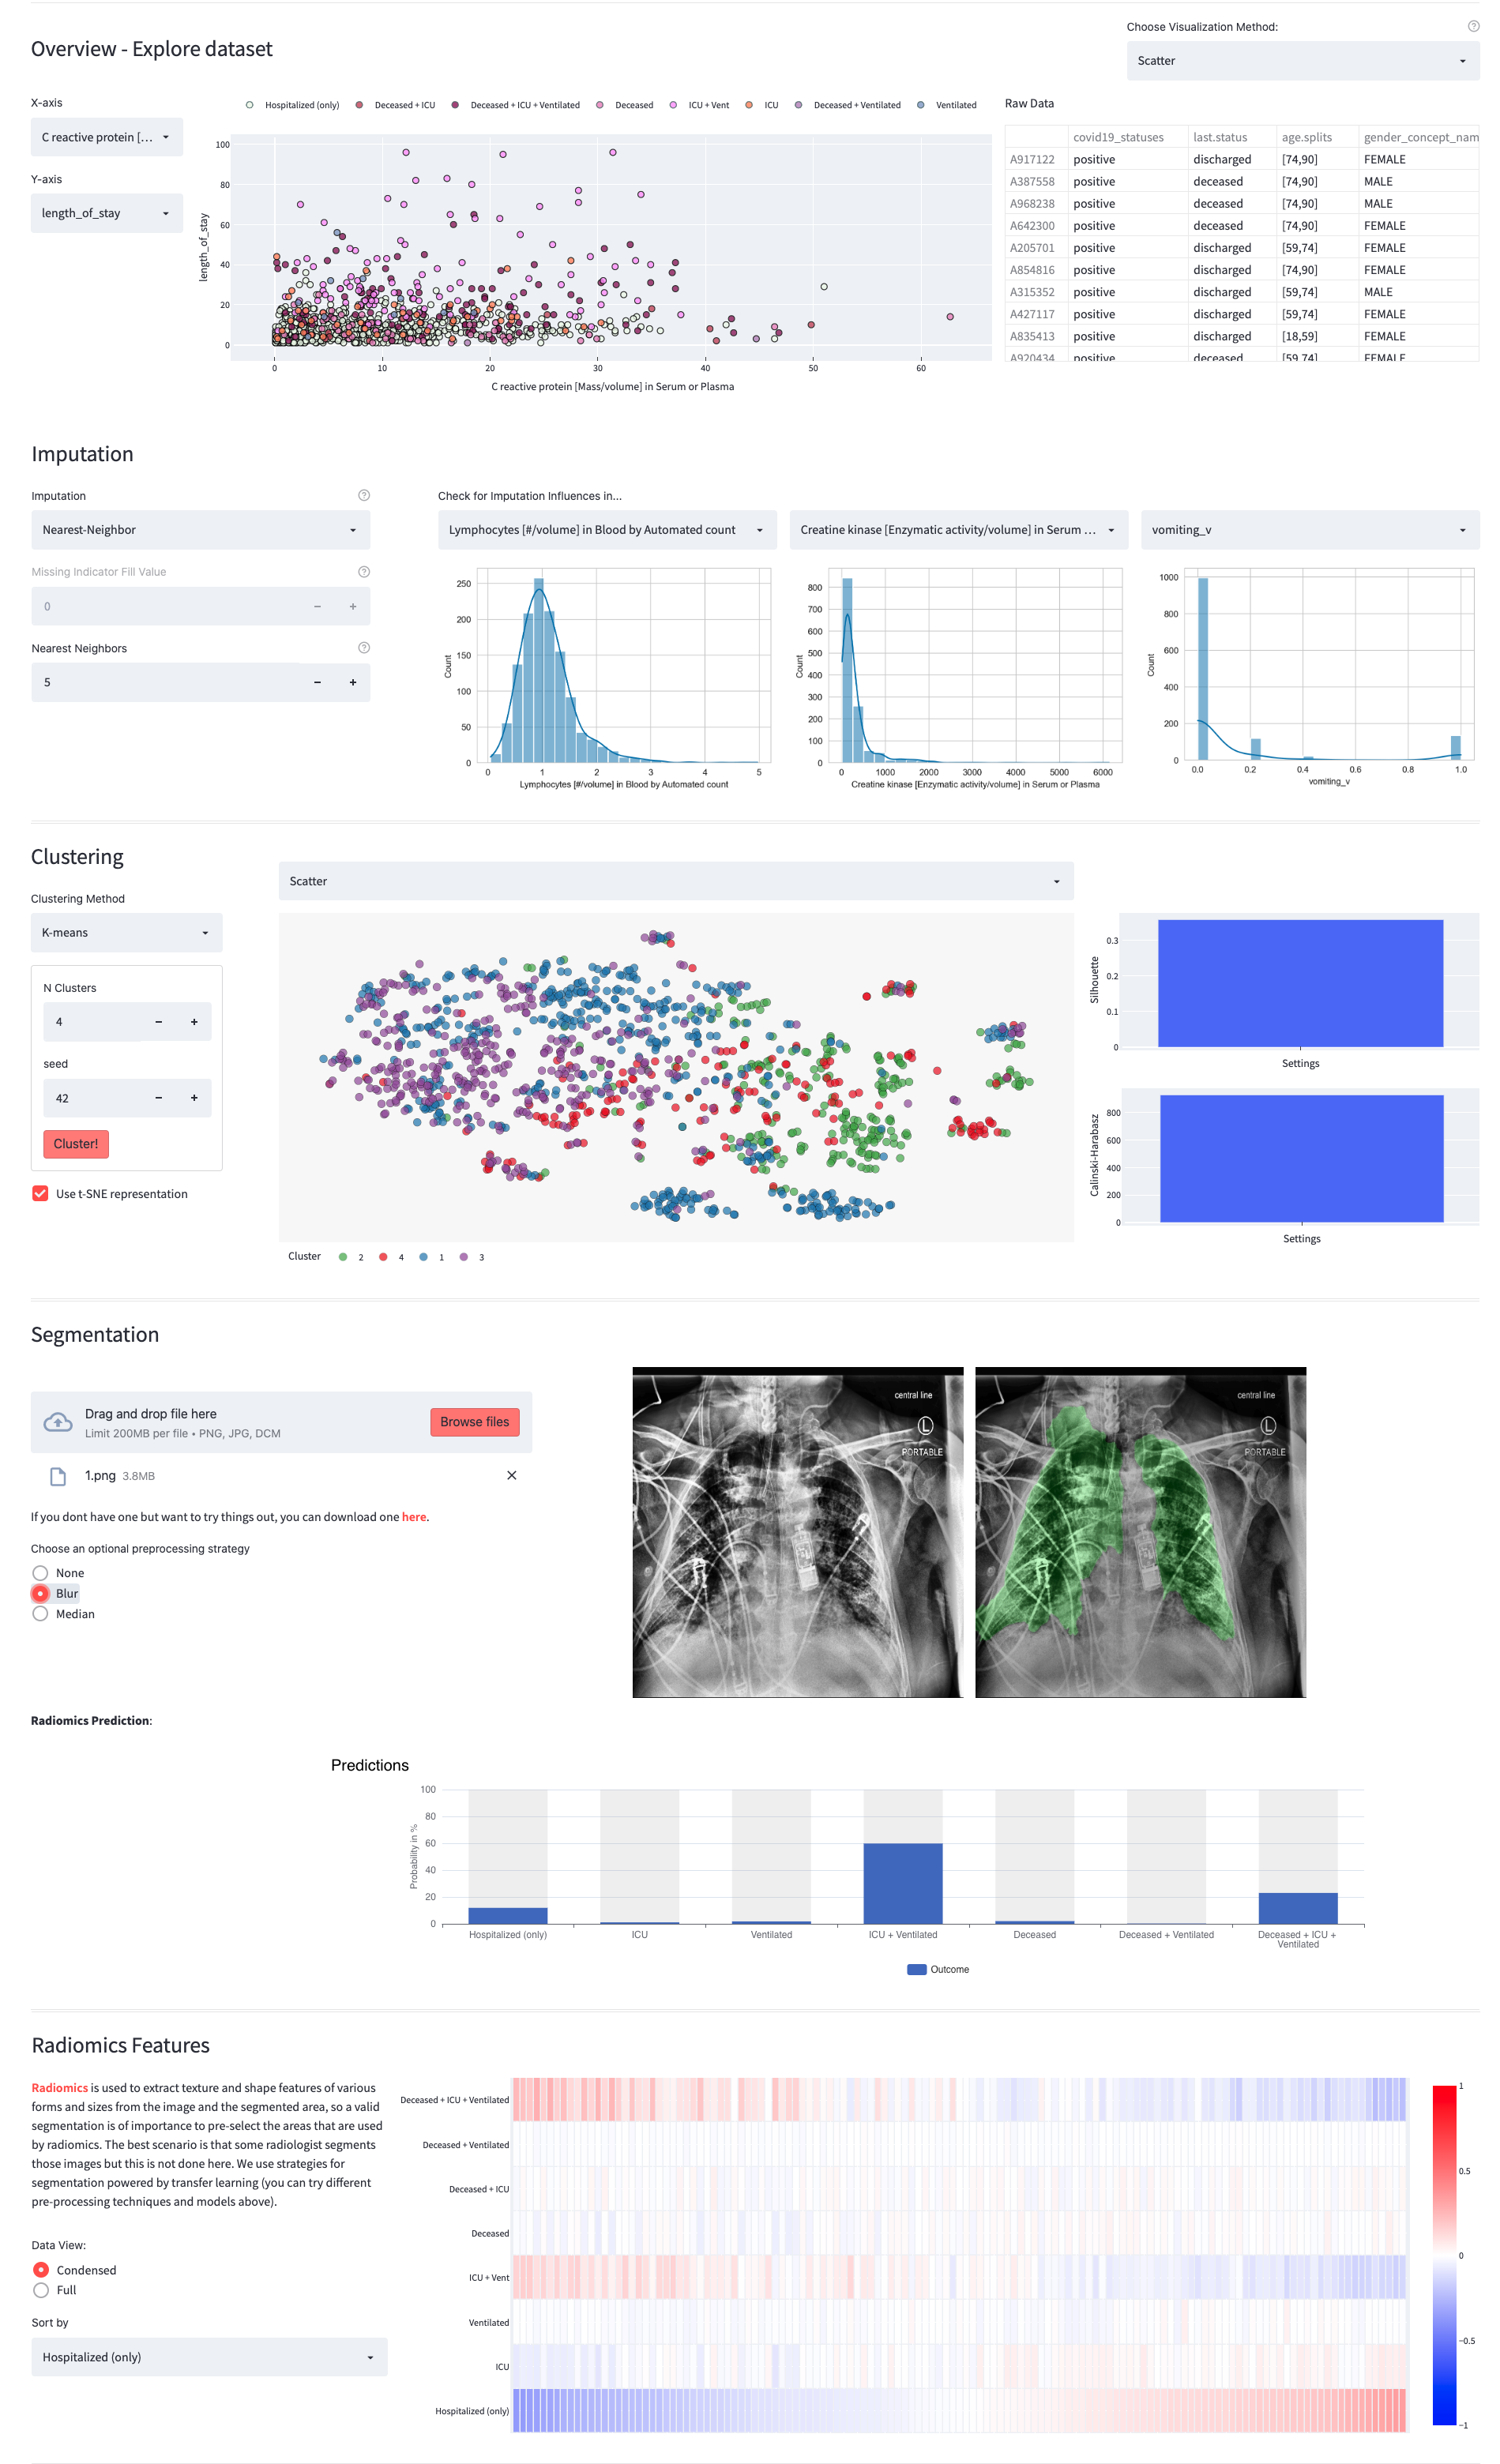 Overview - Explore dataset
Choose Visualization Method:
Scatter
X-axis
C reactive protein [...
Y-axis
length_of_stay
Hospitalized (only) Deceased + ICU Deceased + ICU + Ventilated Deceased ICU + Vent ICU Deceased + Ventilated Ventilated
100
80
60
40
20
0
length_of_stay
0 10 20 30 40 50 60
C reactive protein [Mass/volume] in Serum or Plasma
Raw Data
covid19_statuses last.status age.splits gender_concept_nam
A917122 positive discharged [74,90] FEMALE
A387558 positive deceased [74,90] MALE
A968238 positive deceased [74,90] MALE
A642300 positive deceased [74,90] FEMALE
A205701 positive discharged [59,74] FEMALE
A854816 positive discharged [74,90] FEMALE
A315352 positive discharged [59,74] MALE
A427117 positive discharged [59,74] FEMALE
A835413 positive discharged [18,59] FEMALE
A920434 positive deceased [59,74] FEMALE
Imputation
Imputation
Nearest-Neighbor
Missing Indicator Fill Value
0 − +
Nearest Neighbors
5 − +
Check for Imputation Influences in...
Lymphocytes [#/volume] in Blood by Automated count
Creatine kinase [Enzymatic activity/volume] in Serum ...
vomiting_v
250
200
150
100
50
0
Count
0 1 2 3 4 5
Lymphocytes [#/volume] in Blood by Automated count
800
700
600
500
400
300
200
100
0
Count
0 1000 2000 3000 4000 5000 6000
Creatine kinase [Enzymatic activity/volume] in Serum or Plasma
1000
800
600
400
200
0
Count
0.0 0.2 0.4 0.6 0.8 1.0
vomiting_v
Clustering
Clustering Method
K-means
N Clusters
4 − +
seed
42 − +
Cluster!
Use t-SNE representation
Scatter
Cluster 2 4 1 3
0.3
0.2
0.1
0
Silhouette
Settings
800
600
400
200
0
Calinski-Harabasz
Settings
Segmentation
Drag and drop file here
Limit 200MB per file • PNG, JPG, DCM
Browse files
1.png 3.8MB
If you dont have one but want to try things out, you can download one here.
Choose an optional preprocessing strategy
None
Blur
Median
central line
L
PORTABLE
central line
L
PORTABLE
Radiomics Prediction:
Predictions
100
80
60
40
20
0
Probability in %
Hospitalized (only) ICU Ventilated ICU + Ventilated Deceased Deceased + Ventilated Deceased + ICU +
Ventilated
Outcome
Radiomics Features
Radiomics is used to extract texture and shape features of various
forms and sizes from the image and the segmented area, so a valid
segmentation is of importance to pre-select the areas that are used
by radiomics. The best scenario is that some radiologist segments
those images but this is not done here. We use strategies for
segmentation powered by transfer learning (you can try different
pre-processing techniques and models above).
Data View:
Condensed
Full
Sort by
Hospitalized (only)
Deceased + ICU + Ventilated
Deceased + Ventilated
Deceased + ICU
Deceased
ICU + Vent
Ventilated
ICU
Hospitalized (only)
1
0.5
0
−0.5
−1